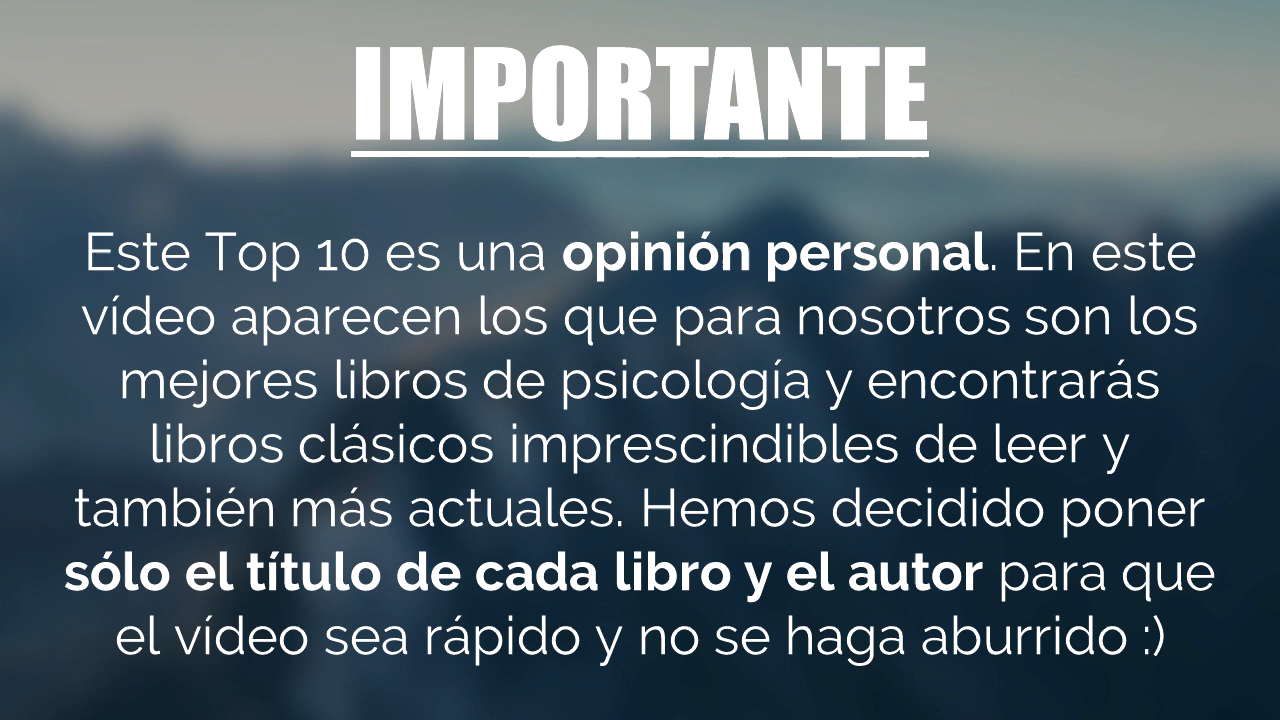 IMPORTANTE
Este Top 10 es una opinión personal. En este
vídeo aparecen los que para nosotros son los
mejores libros de psicología y encontrarás
libros clásicos imprescindibles de leer y
también más actuales. Hemos decidido poner
sólo el título de cada libro y el autor para que
el vídeo sea rápido y no se haga aburrido :)